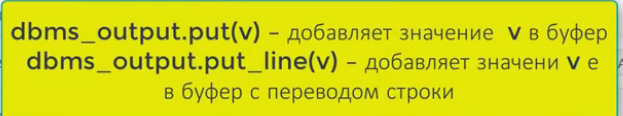 dbms_output.put(v) – добавляет значение v в буфер
dbms_output.put_line(v) – добавляет значени v е
в буфер с переводом строки